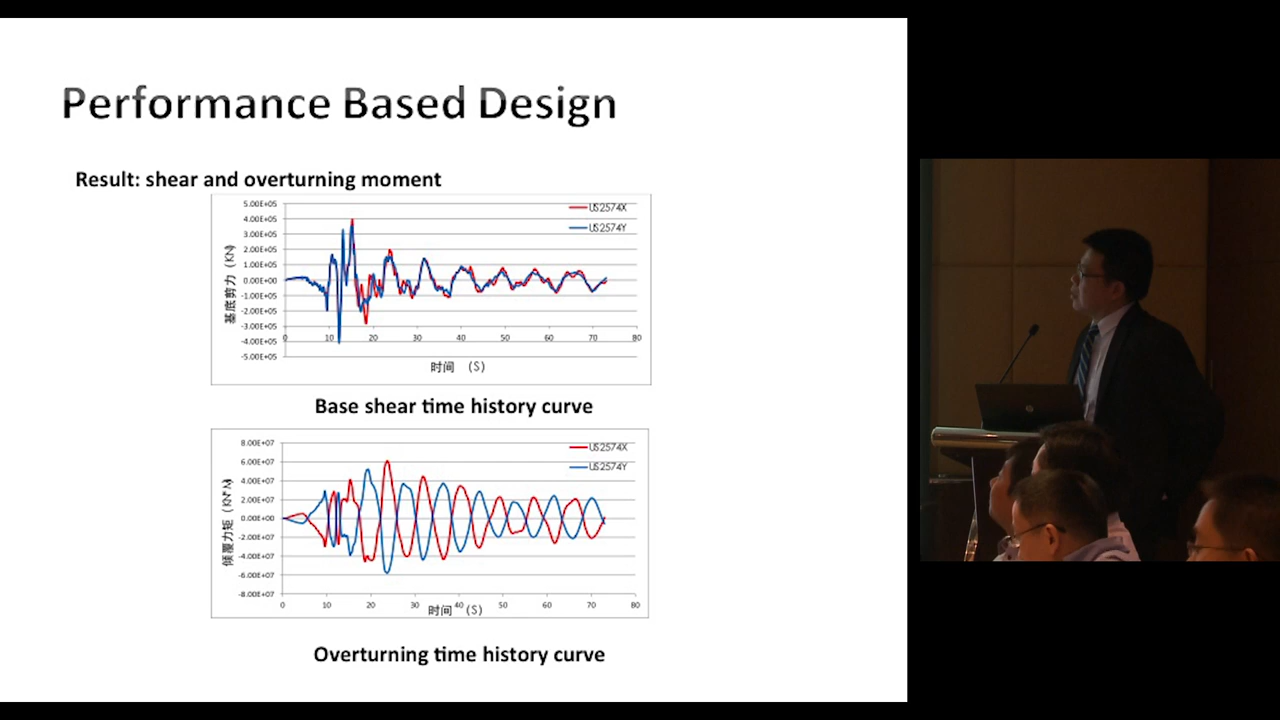 Performance Based Design
Result: shear and overturning moment
5.00E+05
4.00E+05
3.00E+05
2.00E+05
1.00E+05
0.00E+00
-1.00E+05
-2.00E+05
-3.00E+05
-4.00E+05
-5.00E+05
基底剪力 (KN)
US2574X
US2574Y
0 10 20 30 40 50 60 70 80
时间 (S)
Base shear time history curve
8.00E+07
6.00E+07
4.00E+07
2.00E+07
0.00E+00
-2.00E+07
-4.00E+07
-6.00E+07
-8.00E+07
倾覆力矩 (KN*M)
US2574X
US2574Y
0 10 20 30 40 50 60 70 80
时间 (S)
Overturning time history curve
hp